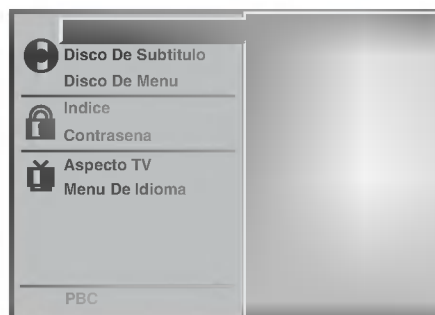 Disco De Subtitulo
Disco De Menu
Indice
Contrasena
Aspecto TV
Menu De Idioma
PBC